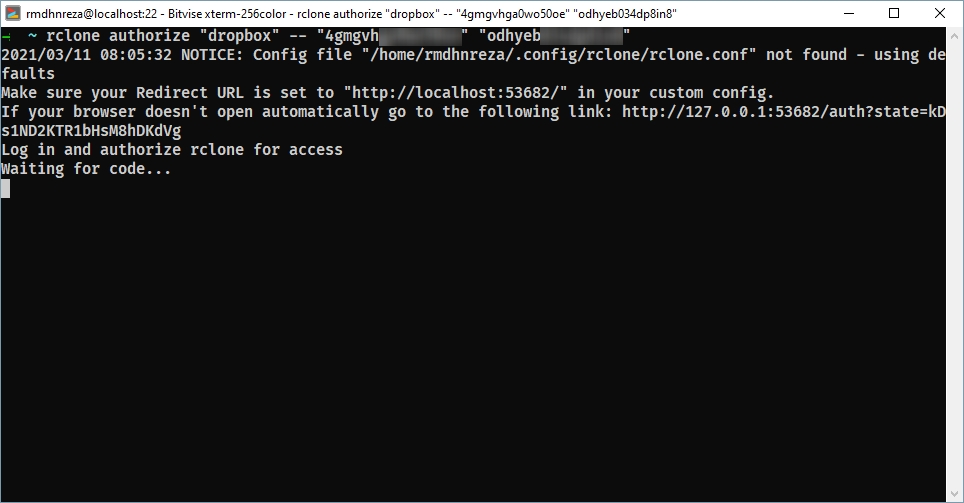 rmdhnreza@localhost:22 - Bitvise xterm-256color - rclone authorize "dropbox" -- "4gmgvhga0wo50oe" "odhyeb034dp8in8"
→ ~ rclone authorize "dropbox" -- "4gmgvh " "odhyeb "
2021/03/11 08:05:32 NOTICE: Config file "/home/rmdhnreza/.config/rclone/rclone.conf" not found - using de
faults
Make sure your Redirect URL is set to "http://localhost:53682/" in your custom config.
If your browser doesn't open automatically go to the following link: http://127.0.0.1:53682/auth?state=kD
s1ND2KTR1bHsM8hDKdVg
Log in and authorize rclone for access
Waiting for code...